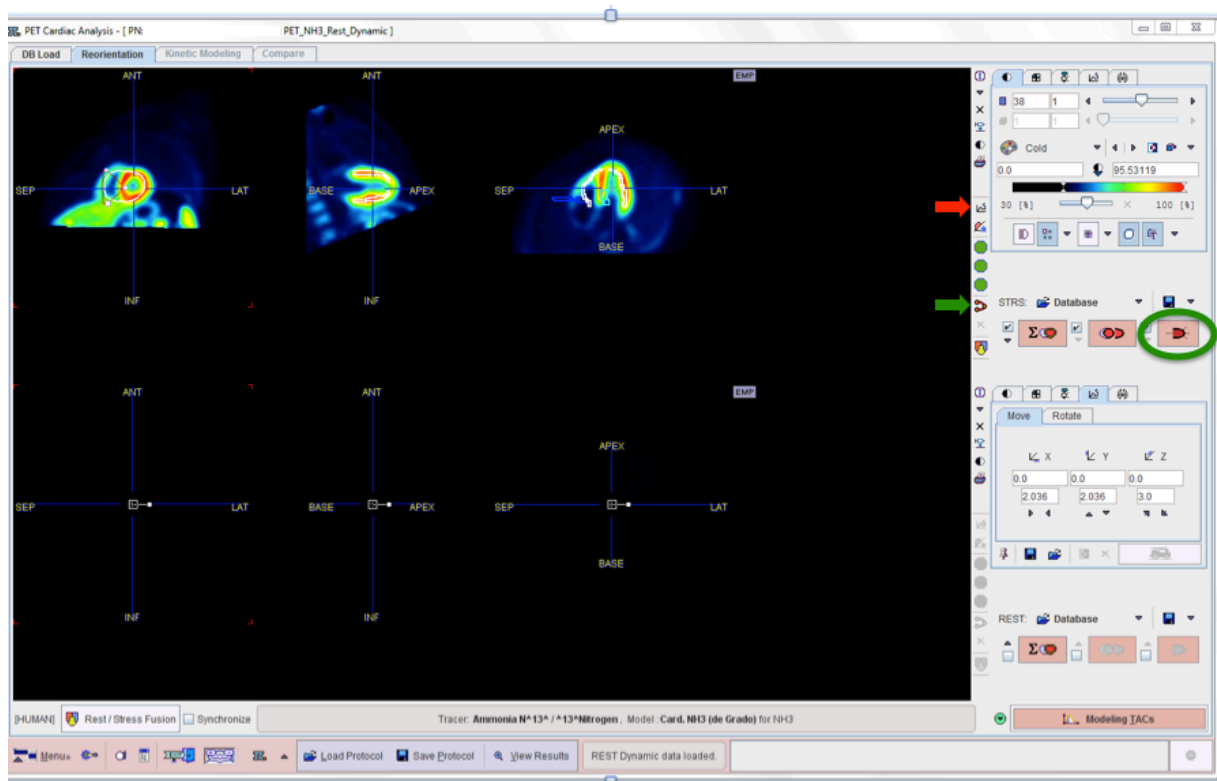 PET Cardiac Analysis - [ PN: PET_NH3_Rest_Dynamic ]
DB Load Reorientation Kinetic Modeling Compare
ANT ANT EMP
APEX
SEP LAT BASE APEX SEP LAT
BASE
INF INF
38 1
1 1
Cold
0.0 95.53119
30 [%] 100 [%]
STRS: Database
Σ
ANT ANT EMP
APEX
SEP LAT BASE APEX SEP LAT
BASE
INF INF
Move Rotate
X Y Z
0.0 0.0 0.0
2.036 2.036 3.0
REST: Database
Σ
[HUMAN] Rest / Stress Fusion Synchronize Tracer: Ammonia N^13^ / ^13^Nitrogen , Model : Card. NH3 (de Grado) for NH3 Modeling TACs
Menu Load Protocol Save Protocol View Results REST Dynamic data loaded.